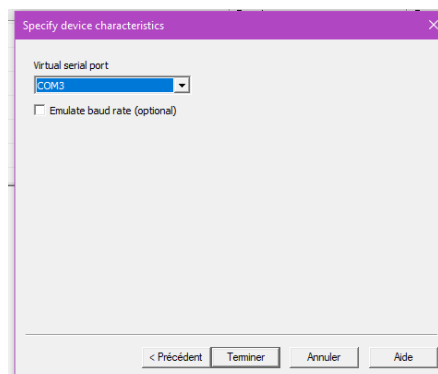 Specify device characteristics
Virtual serial port
COM3
Emulate baud rate (optional)
< Précédent Terminer Annuler Aide